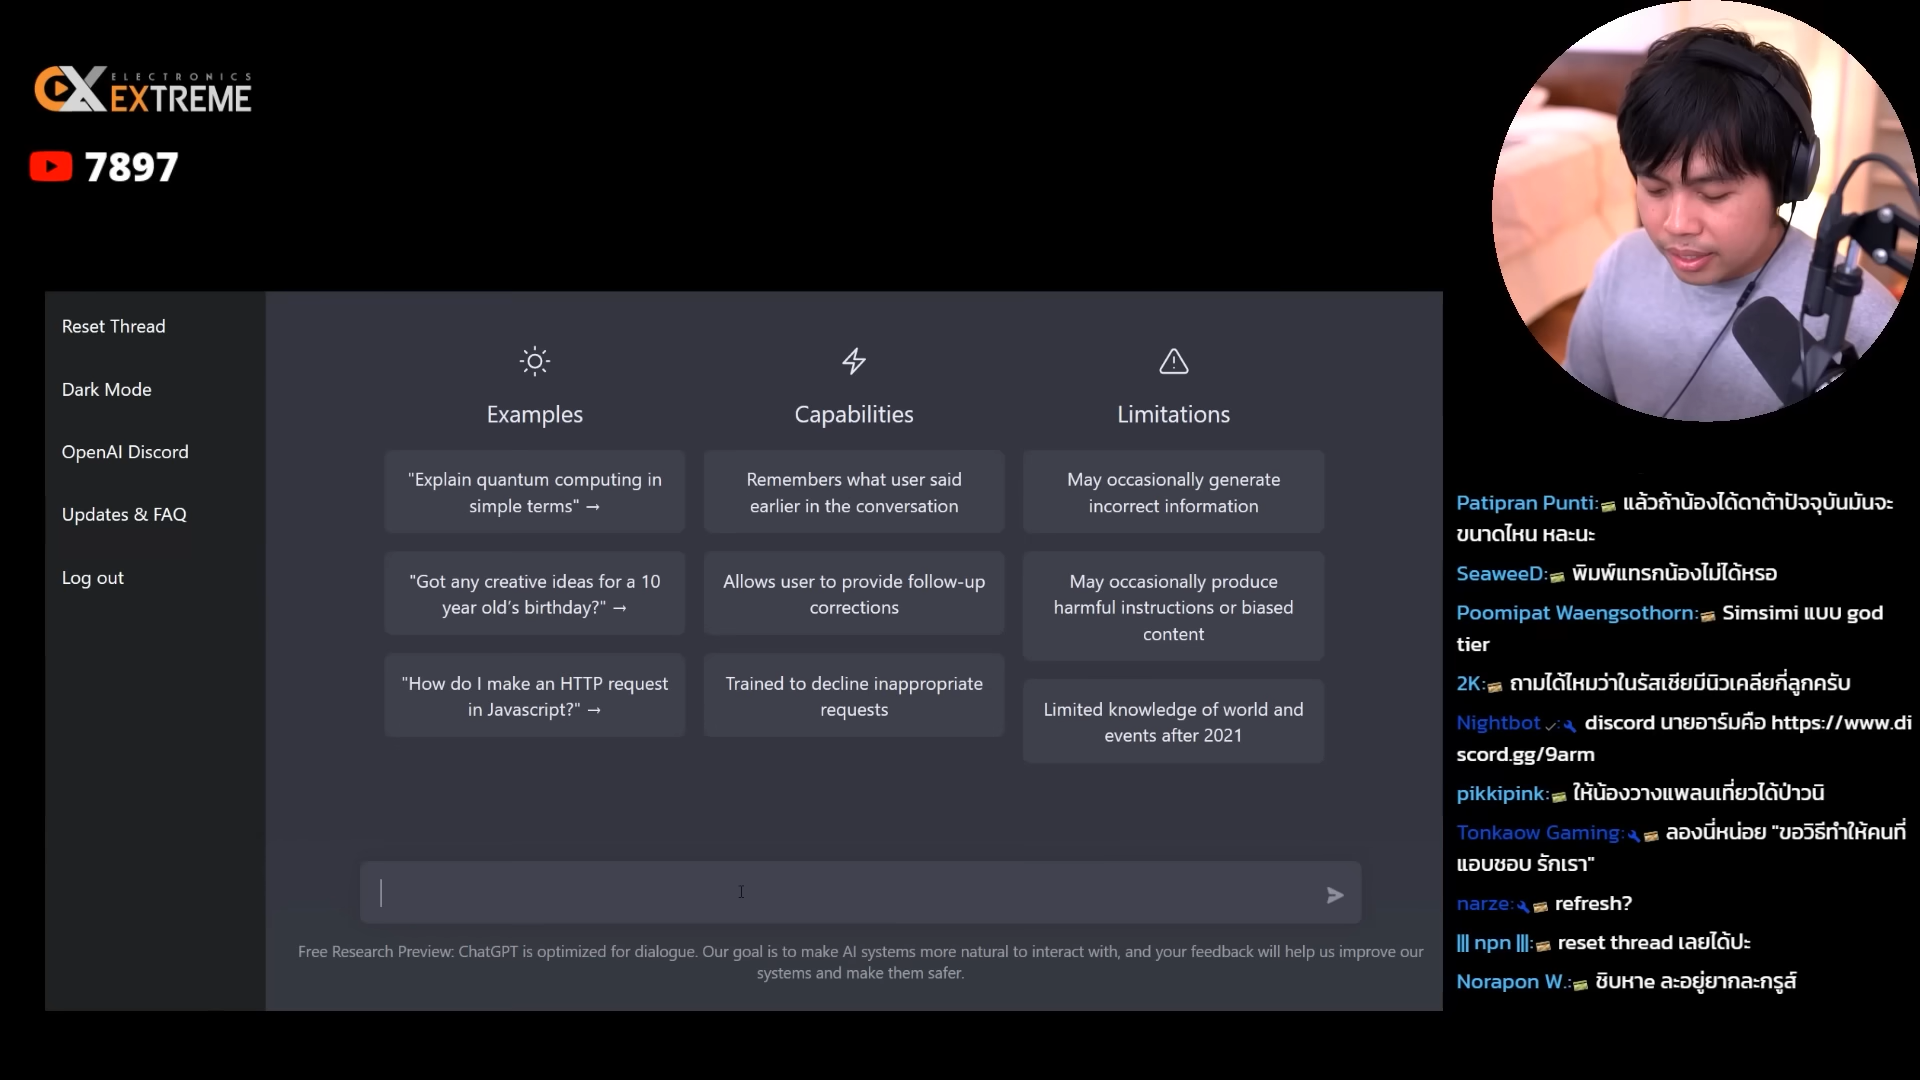 ELECTRONICS
EXTREME
7897
Reset Thread
Dark Mode
OpenAI Discord
Updates & FAQ
Log out
Examples
"Explain quantum computing in
simple terms" →
"Got any creative ideas for a 10
year old's birthday?" →
"How do I make an HTTP request
in Javascript?" →
Capabilities
Remembers what user said
earlier in the conversation
Allows user to provide follow-up
corrections
Trained to decline inappropriate
requests
Limitations
May occasionally generate
incorrect information
May occasionally produce
harmful instructions or biased
content
Limited knowledge of world and
events after 2021
Free Research Preview: ChatGPT is optimized for dialogue. Our goal is to make AI systems more natural to interact with, and your feedback will help us improve our
systems and make them safer.
Patipran Punti: แล้วถ้าน้องได้ดาต้าปัจจุบันมันจะ
ขนาดไหน หละนะ
SeaweeD: พิมพ์แทรกน้องไม่ได้หรอ
Poomipat Waengsothorn: Simsimi แบบ god
tier
2K: ถามได้ไหมว่าในรัสเซียมีนิวเคลียกี่ลูกครับ
Nightbot: discord นายอาร์มคือ https://www.di
scord.gg/9arm
pikkipink: ให้น้องวางแพลนเที่ยวได้ป่าวนิ
Tonkaow Gaming: ลองนี่หน่อย "ขอวิธีทำให้คนที่
แอบชอบ รักเรา"
narze: refresh?
||| npn |||: reset thread เลยได้ปะ
Norapon W.: ชิบหาe ละอยู่ยากละกรูส์